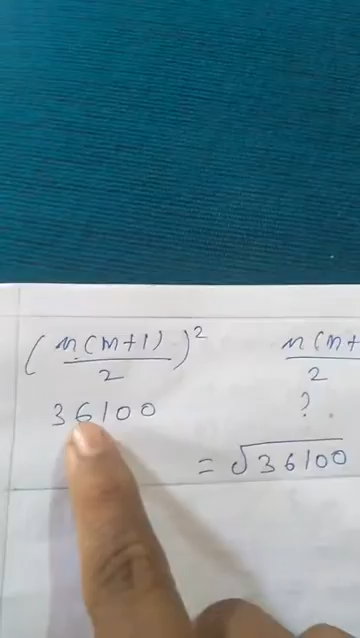 (n(n+1)/2)² n(n+/2
36100 ?
= √36100